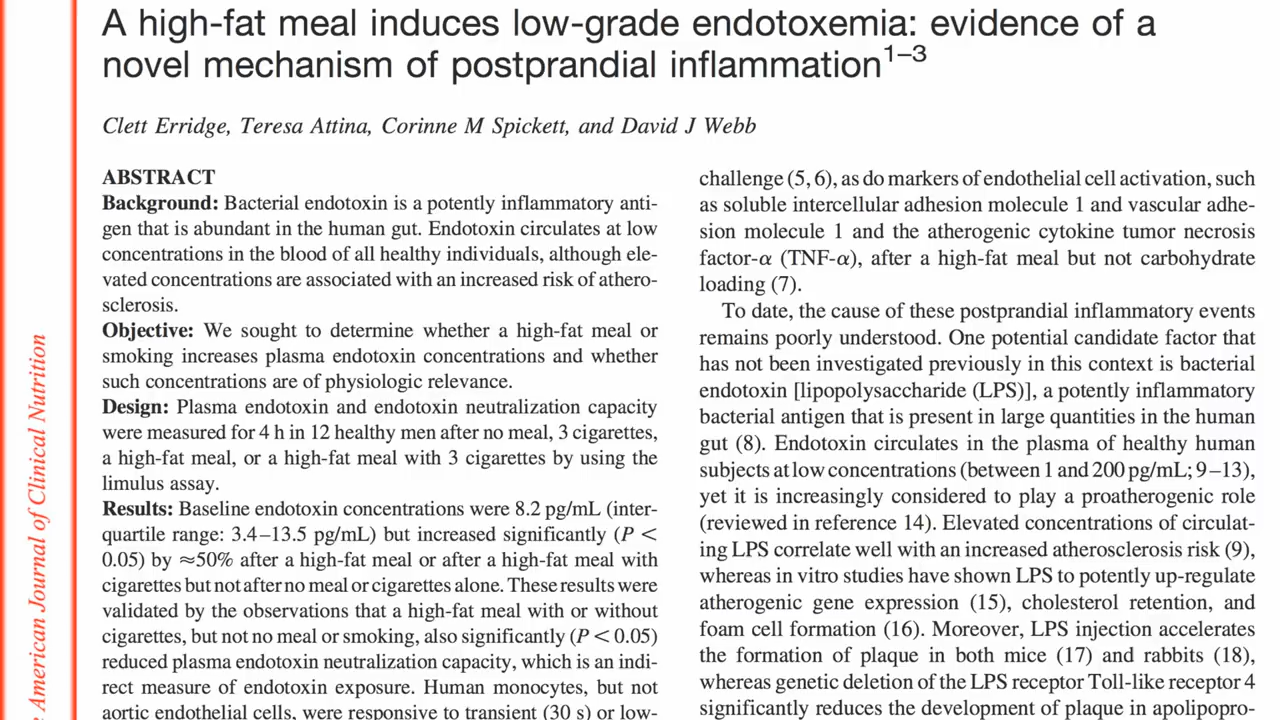 A high-fat meal induces low-grade endotoxemia: evidence of a
novel mechanism of postprandial inflammation1–3
Clett Erridge, Teresa Attina, Corinne M Spickett, and David J Webb
ABSTRACT
Background: Bacterial endotoxin is a potently inflammatory anti-
gen that is abundant in the human gut. Endotoxin circulates at low
concentrations in the blood of all healthy individuals, although ele-
vated concentrations are associated with an increased risk of athero-
sclerosis.
Objective: We sought to determine whether a high-fat meal or
smoking increases plasma endotoxin concentrations and whether
such concentrations are of physiologic relevance.
Design: Plasma endotoxin and endotoxin neutralization capacity
were measured for 4 h in 12 healthy men after no meal, 3 cigarettes,
a high-fat meal, or a high-fat meal with 3 cigarettes by using the
limulus assay.
Results: Baseline endotoxin concentrations were 8.2 pg/mL (inter-
quartile range: 3.4–13.5 pg/mL) but increased significantly (P <
0.05) by ≈50% after a high-fat meal or after a high-fat meal with
cigarettes but not after no meal or cigarettes alone. These results were
validated by the observations that a high-fat meal with or without
cigarettes, but not no meal or smoking, also significantly (P < 0.05)
reduced plasma endotoxin neutralization capacity, which is an indi-
rect measure of endotoxin exposure. Human monocytes, but not
aortic endothelial cells, were responsive to transient (30 s) or low-
challenge (5, 6), as do markers of endothelial cell activation, such
as soluble intercellular adhesion molecule 1 and vascular adhe-
sion molecule 1 and the atherogenic cytokine tumor necrosis
factor-α (TNF-α), after a high-fat meal but not carbohydrate
loading (7).
To date, the cause of these postprandial inflammatory events
remains poorly understood. One potential candidate factor that
has not been investigated previously in this context is bacterial
endotoxin [lipopolysaccharide (LPS)], a potently inflammatory
bacterial antigen that is present in large quantities in the human
gut (8). Endotoxin circulates in the plasma of healthy human
subjects at low concentrations (between 1 and 200 pg/mL; 9–13),
yet it is increasingly considered to play a proatherogenic role
(reviewed in reference 14). Elevated concentrations of circulat-
ing LPS correlate well with an increased atherosclerosis risk (9),
whereas in vitro studies have shown LPS to potently up-regulate
atherogenic gene expression (15), cholesterol retention, and
foam cell formation (16). Moreover, LPS injection accelerates
the formation of plaque in both mice (17) and rabbits (18),
whereas genetic deletion of the LPS receptor Toll-like receptor 4
significantly reduces the development of plaque in apolipopro-
American Journal of Clinical Nutrition